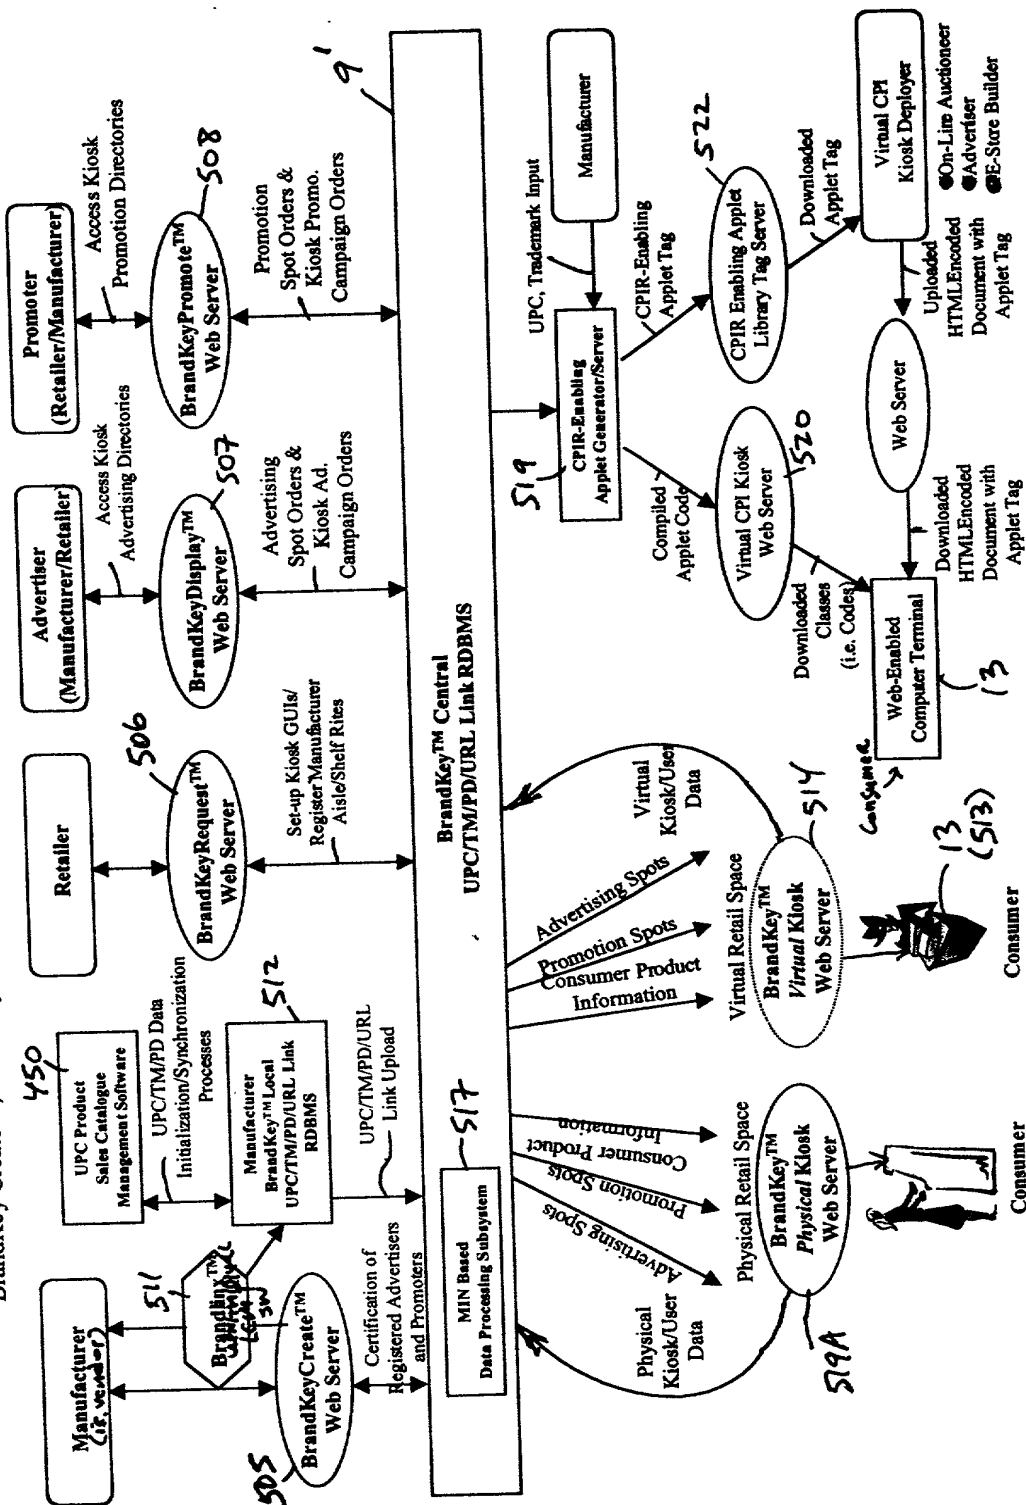 Manufacturer
(ie. vendor)
511
505
BrandKeyCreate™
Web Server
Certification of
Registered Advertisers
and Promoters
450
UPC Product
Sales Catalogue
Management Software
UPC/TM/PD Data
Initialization/Synchronization
Processes
512
Manufacturer
BrandKey™ Local
UPC/TM/PD/URL Link
RDBMS
UPC/TM/PD/URL
Link Upload
Retailer
506
BrandKeyRequest™
Web Server
Set-up Kiosk GUIs/
Register Manufacturer
Aisle/Shelf Rites
Advertiser
(Manufacturer/Retailer)
Access Kiosk
Advertising Directories
507
BrandKeyDisplay™
Web Server
Advertising
Spot Orders &
Kiosk Ad.
Campaign Orders
Promoter
(Retailer/Manufacturer)
Access Kiosk
Promotion Directories
508
BrandKeyPromote™
Web Server
Promotion
Spot Orders &
Kiosk Promo.
Campaign Orders
9'
BrandKey™ Central
UPC/TM/PD/URL Link RDBMS
517
MIN Based
Data Processing Subsystem
Physical
Kiosk/User
Data
Advertising Spots
Promotion Spots
Consumer Product
Information
Physical Retail Space
BrandKey™
Physical Kiosk
Web Server
519A
Consumer
Consumer Product
Information
Promotion Spots
Advertising Spots
Virtual
Kiosk/User
Data
Virtual Retail Space
BrandKey™
Virtual Kiosk
Web Server
514
13
(513)
Consumer
UPC, Trademark Input
Manufacturer
519
CPIR-Enabling
Applet Generator/Server
CPIR-Enabling
Applet Tag
522
CPIR Enabling Applet
Library Tag Server
Compiled
Applet Code
Virtual CPI Kiosk
Web Server
520
Downloaded
Applet Tag
Virtual CPI
Kiosk Deployer
On-Line Auctioneer
Advertiser
E-Store Builder
Uploaded
HTMLEncoded
Document with
Applet Tag
Web Server
Downloaded
HTMLEncoded
Document with
Applet Tag
Downloaded
Classes
(i.e. Codes)
Consumer
Web-Enabled
Computer Terminal
13